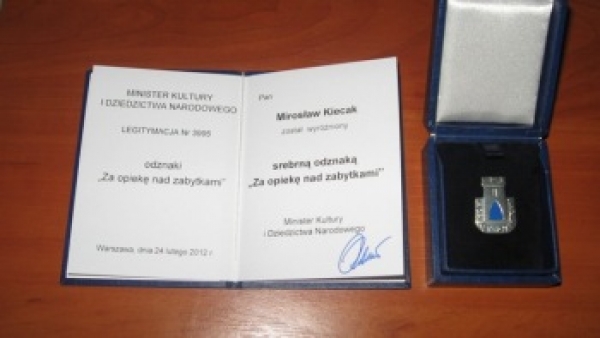 MINISTER KULTURY
I DZIEDZICTWA NARODOWEGO
LEGITYMACJA Nr 3995
odznaki
„Za opiekę nad zabytkami”
Warszawa, dnia 24 lutego 2012 r.
Pan
Mirosław Kiecak
został wyróżniony
srebrną odznaką
„Za opiekę nad zabytkami”
Minister Kultury
i Dziedzictwa Narodowego